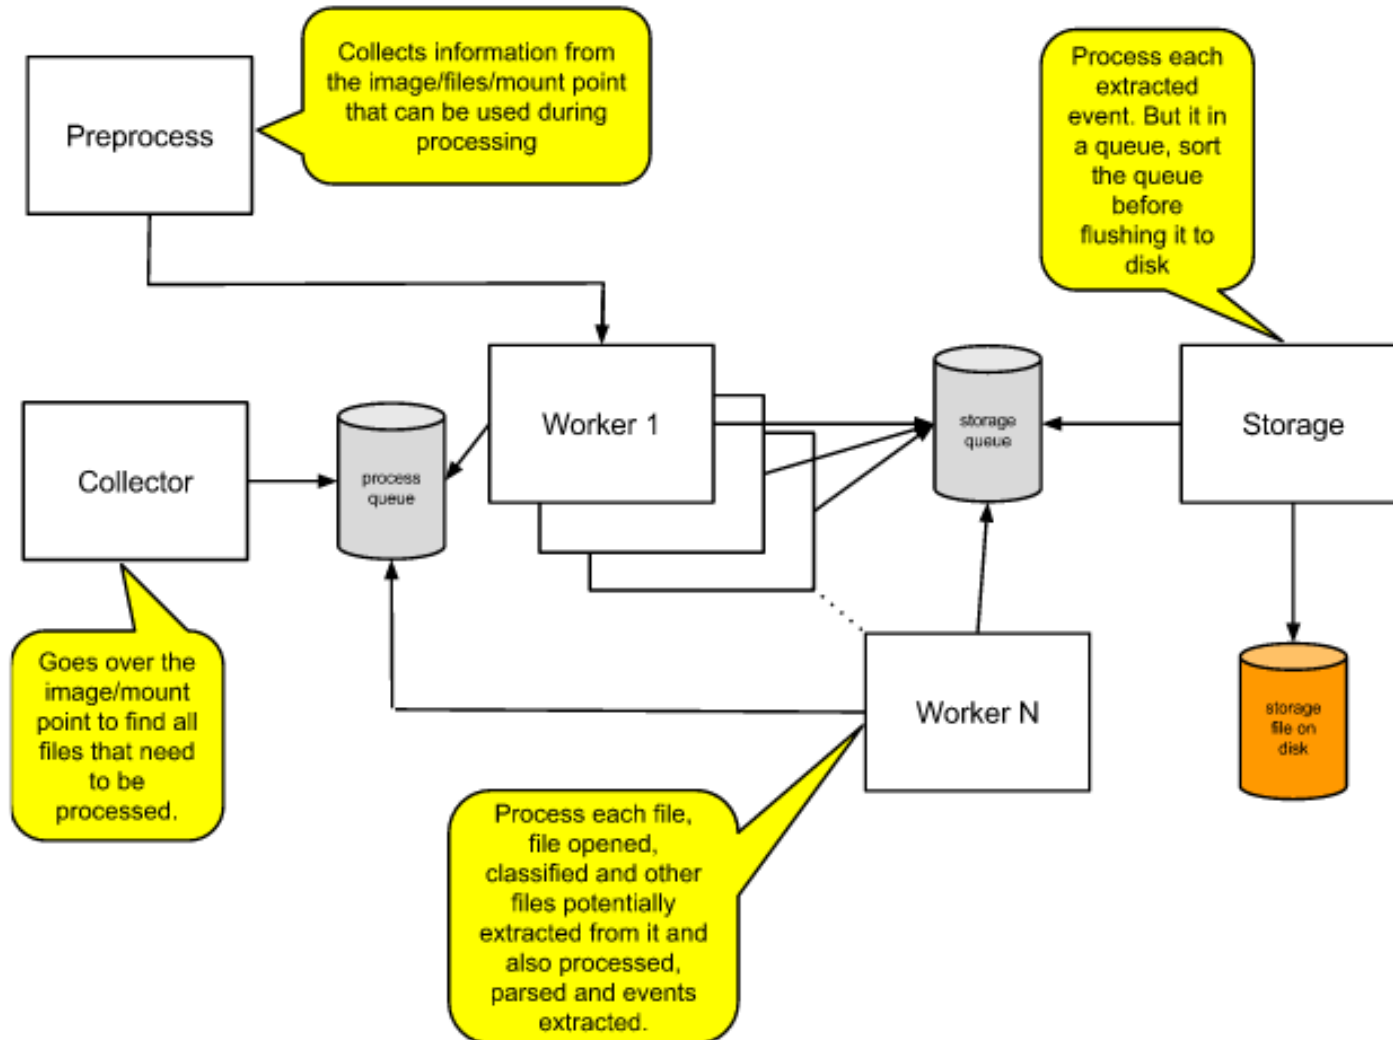 Preprocess
Collects information from
the image/files/mount point
that can be used during
processing
Process each
extracted
event. But it in
a queue, sort
the queue
before
flushing it to
disk
Collector
process
queue
Worker 1
storage
queue
Storage
Goes over the
image/mount
point to find all
files that need
to be
processed.
Worker N
storage
file on
disk
Process each file,
file opened,
classified and other
files potentially
extracted from it and
also processed,
parsed and events
extracted.